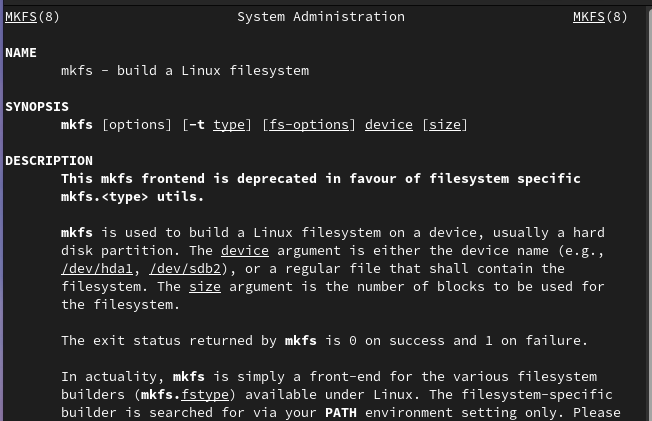 MKFS(8) System Administration MKFS(8)
NAME
mkfs - build a Linux filesystem
SYNOPSIS
mkfs [options] [-t type] [fs-options] device [size]
DESCRIPTION
This mkfs frontend is deprecated in favour of filesystem specific
mkfs.<type> utils.
mkfs is used to build a Linux filesystem on a device, usually a hard
disk partition. The device argument is either the device name (e.g.,
/dev/hda1, /dev/sdb2), or a regular file that shall contain the
filesystem. The size argument is the number of blocks to be used for
the filesystem.
The exit status returned by mkfs is 0 on success and 1 on failure.
In actuality, mkfs is simply a front-end for the various filesystem
builders (mkfs.fstype) available under Linux. The filesystem-specific
builder is searched for via your PATH environment setting only. Please